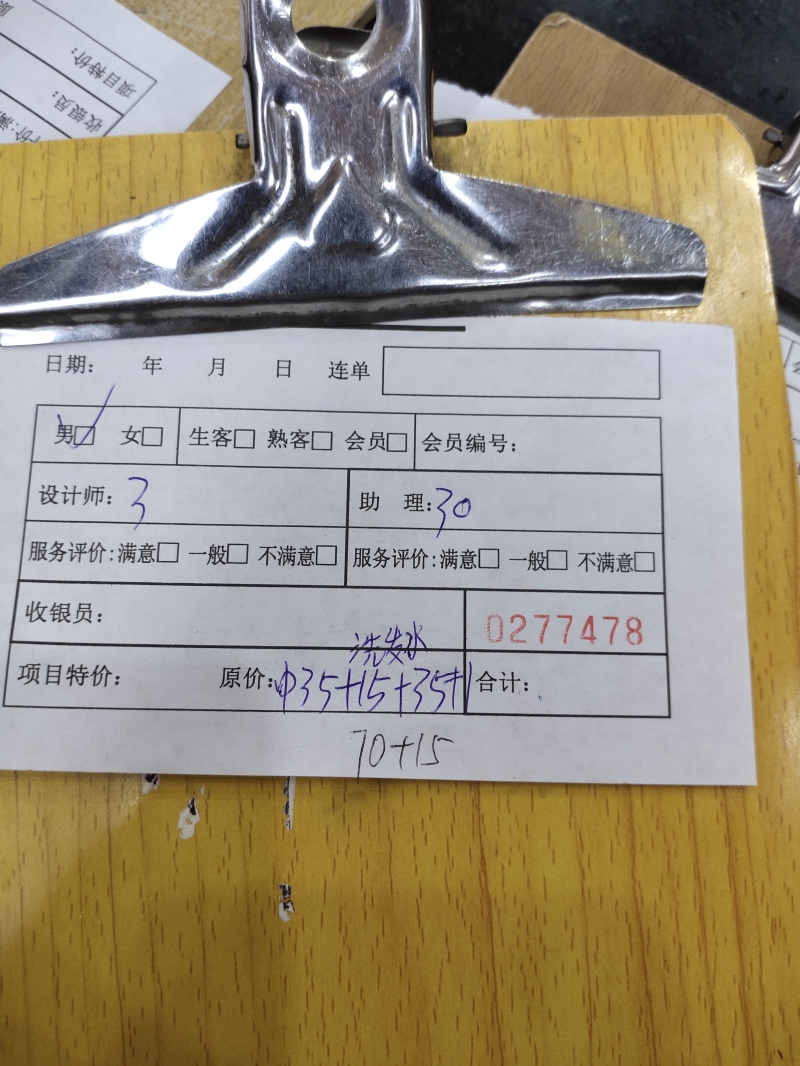 项目特价:
收银员:
日期: 年 月 日 连单
男☑ 女□ 生客□ 熟客□ 会员□ 会员编号:
设计师: 3 助 理: 30
服务评价:满意□ 一般□ 不满意□ 服务评价:满意□ 一般□ 不满意□
收银员: 0277478
洗发水
项目特价: 原价: 中35+15+35+1 合计:
70+15